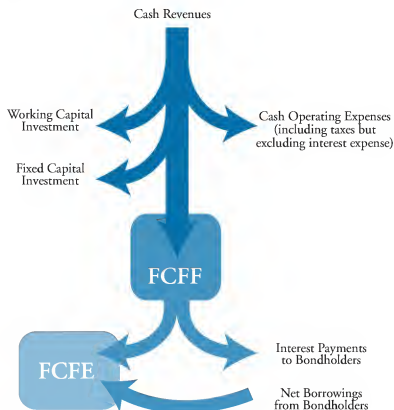 Cash Revenues
Working Capital
Investment
Cash Operating Expenses
(including taxes but
excluding interest expense)
Fixed Capital
Investment
FCFF
Interest Payments
to Bondholders
FCFE
Net Borrowings
from Bondholders